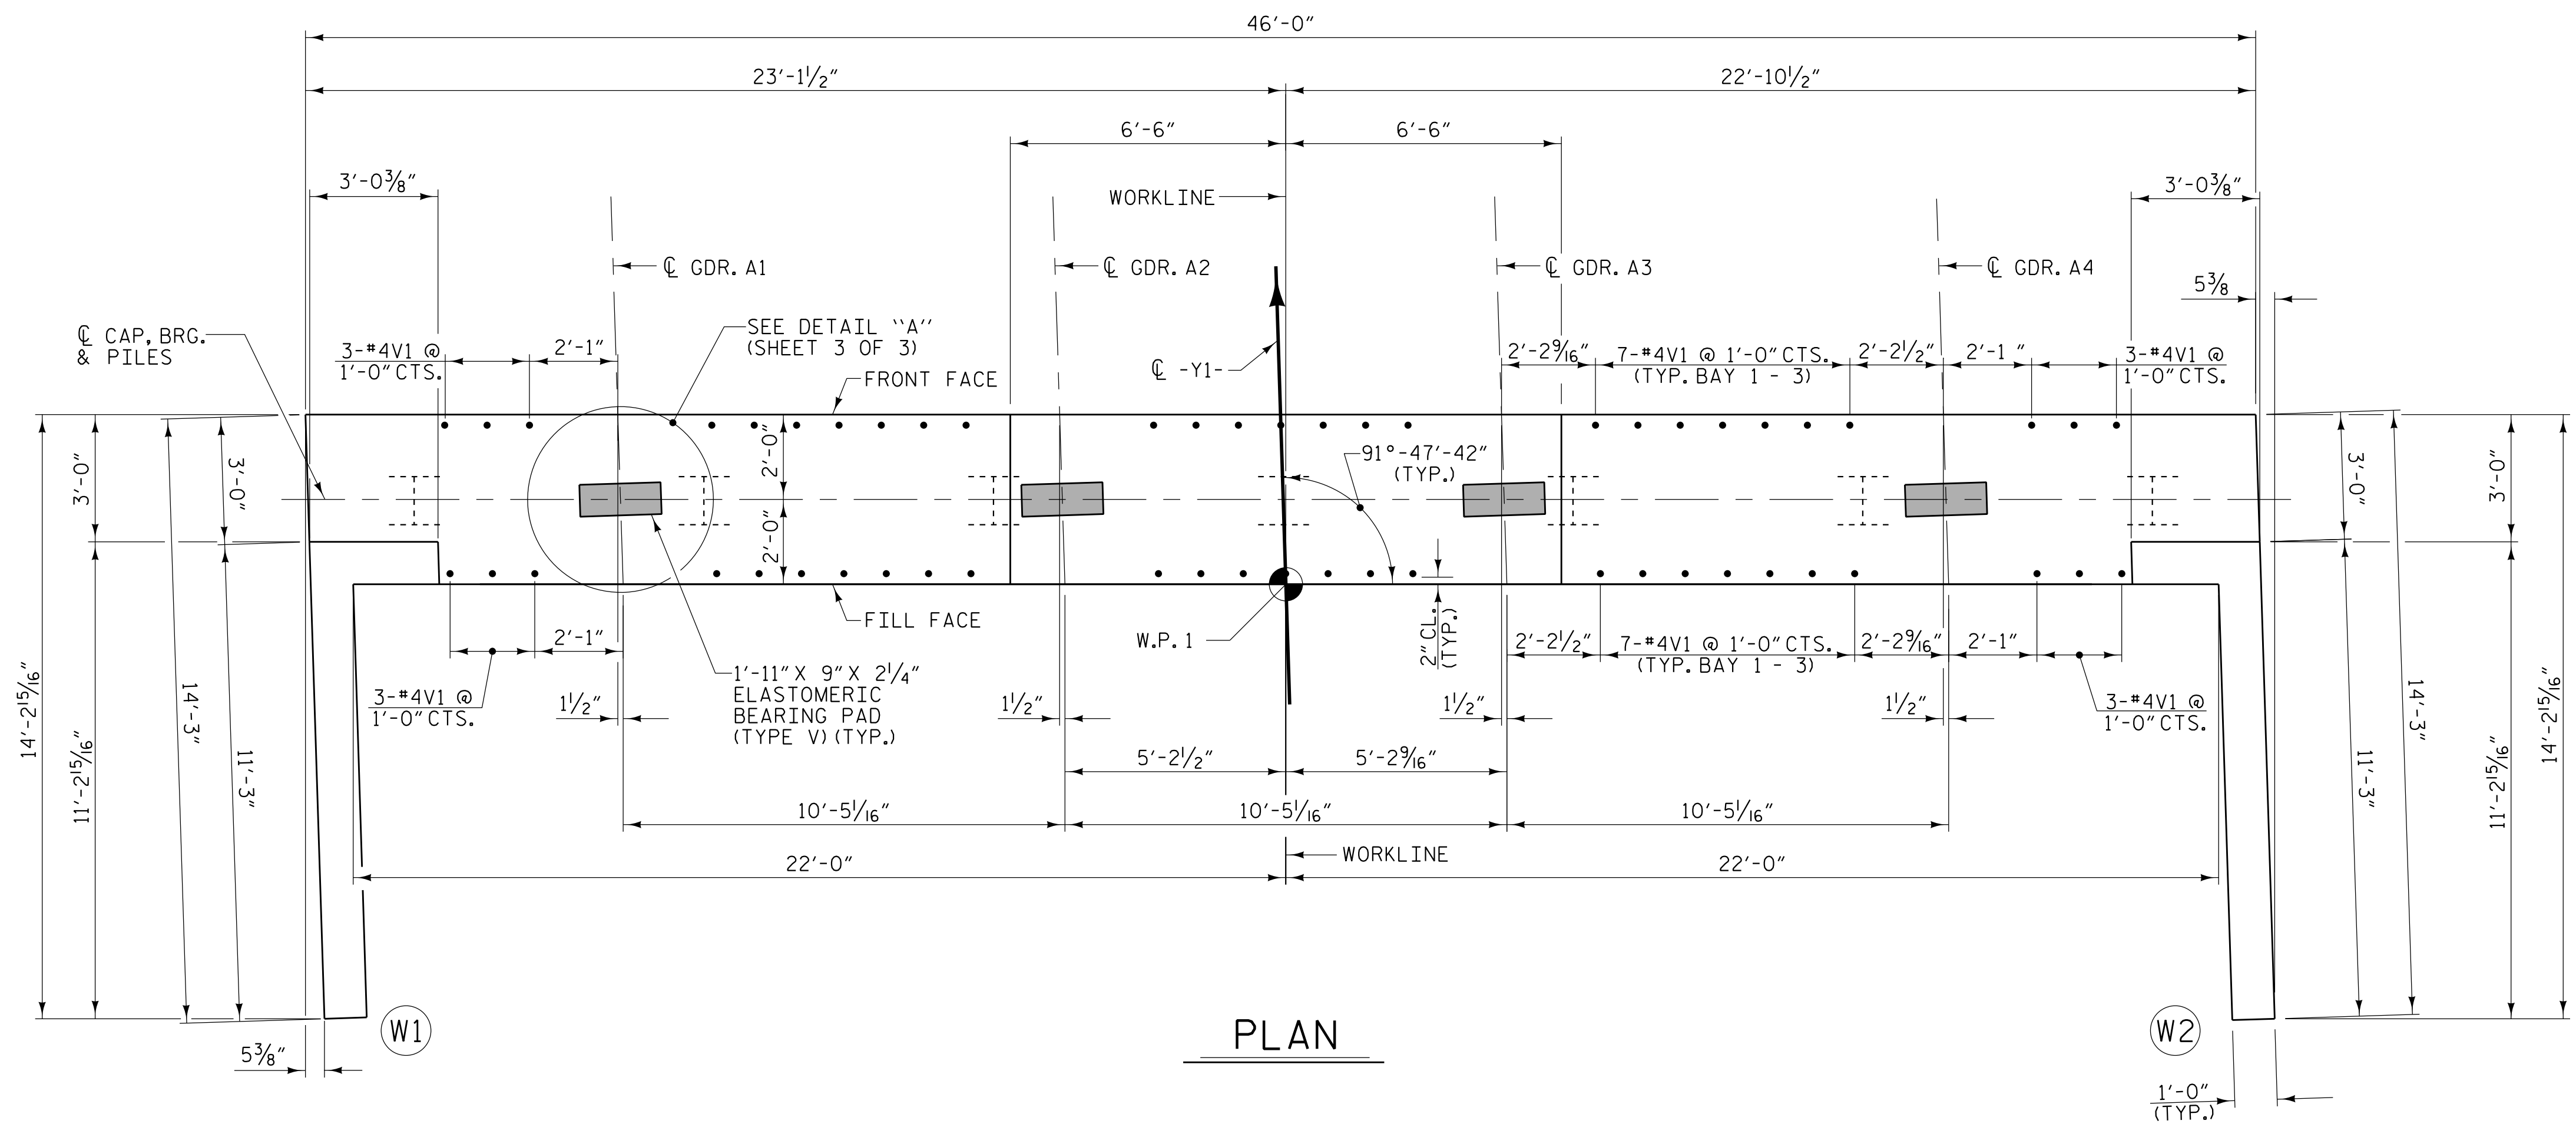 46'-0"
23'-1½"
22'-10½"
6'-6"
6'-6"
3'-0⅜"
WORKLINE
3'-0⅜"
℄ GDR. A1
℄ GDR. A2
℄ GDR. A3
℄ GDR. A4
5⅜
℄ CAP, BRG.
& PILES
SEE DETAIL "A"
(SHEET 3 OF 3)
3-#4V1 @
1'-0" CTS.
2'-1"
FRONT FACE
℄ -Y1-
2'-2⁹⁄₁₆"
7-#4V1 @ 1'-0" CTS.
(TYP. BAY 1 - 3)
2'-2½"
2'-1 "
3-#4V1 @
1'-0" CTS.
3'-0"
3'-0"
2'-0"
2'-0"
91°-47'-42"
(TYP.)
3'-0"
3'-0"
FILL FACE
W.P. 1
2" CL.
(TYP.)
2'-1"
2'-2½"
7-#4V1 @ 1'-0" CTS.
(TYP. BAY 1 - 3)
2'-2⁹⁄₁₆"
2'-1"
3-#4V1 @
1'-0" CTS.
1½"
1'-11" X 9" X 2¼"
ELASTOMERIC
BEARING PAD
(TYPE V) (TYP.)
1½"
1½"
1½"
3-#4V1 @
1'-0" CTS.
14'-2¹⁵⁄₁₆"
11'-2¹⁵⁄₁₆"
14'-3"
11'-3"
11'-3"
14'-3"
11'-2¹⁵⁄₁₆"
14'-2¹⁵⁄₁₆"
5'-2½"
5'-2⁹⁄₁₆"
10'-5¹⁄₁₆"
10'-5¹⁄₁₆"
10'-5¹⁄₁₆"
WORKLINE
22'-0"
22'-0"
W1
PLAN
W2
5⅜"
1'-0"
(TYP.)